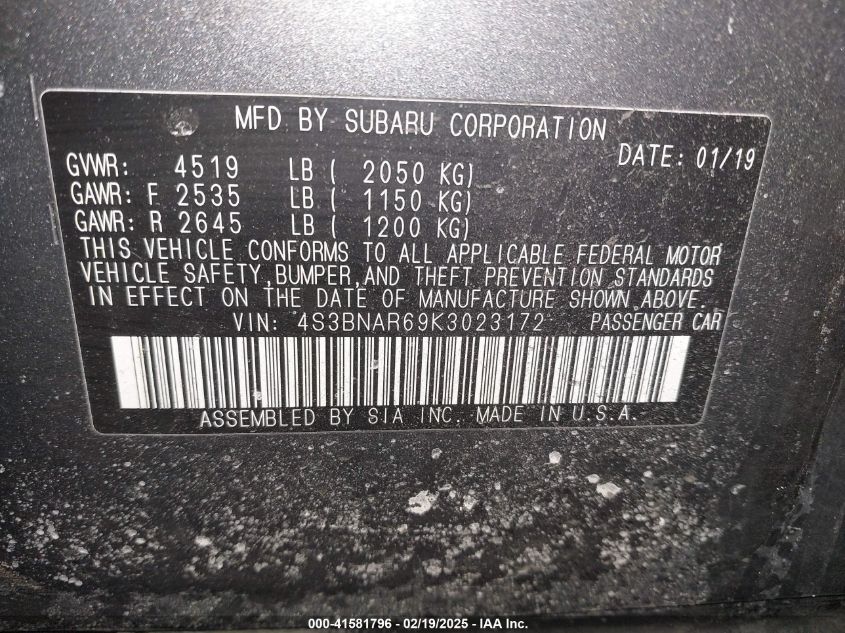 MFD BY SUBARU CORPORATION
DATE: 01/19
GVWR: 4519 LB ( 2050 KG)
GAWR: F 2535 LB ( 1150 KG)
GAWR: R 2645 LB ( 1200 KG)
THIS VEHICLE CONFORMS TO ALL APPLICABLE FEDERAL MOTOR
VEHICLE SAFETY,BUMPER,AND THEFT PREVENTION STANDARDS
IN EFFECT ON THE DATE OF MANUFACTURE SHOWN ABOVE.
VIN: 4S3BNAR69K3023172 PASSENGER CAR
ASSEMBLED BY SIA INC. MADE IN U.S.A.
000-41581796 - 02/19/2025 - IAA Inc.